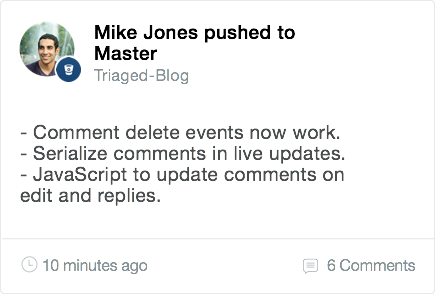 Mike Jones pushed to
Master
Triaged-Blog
- Comment delete events now work.
- Serialize comments in live updates.
- JavaScript to update comments on
edit and replies.
10 minutes ago
6 Comments